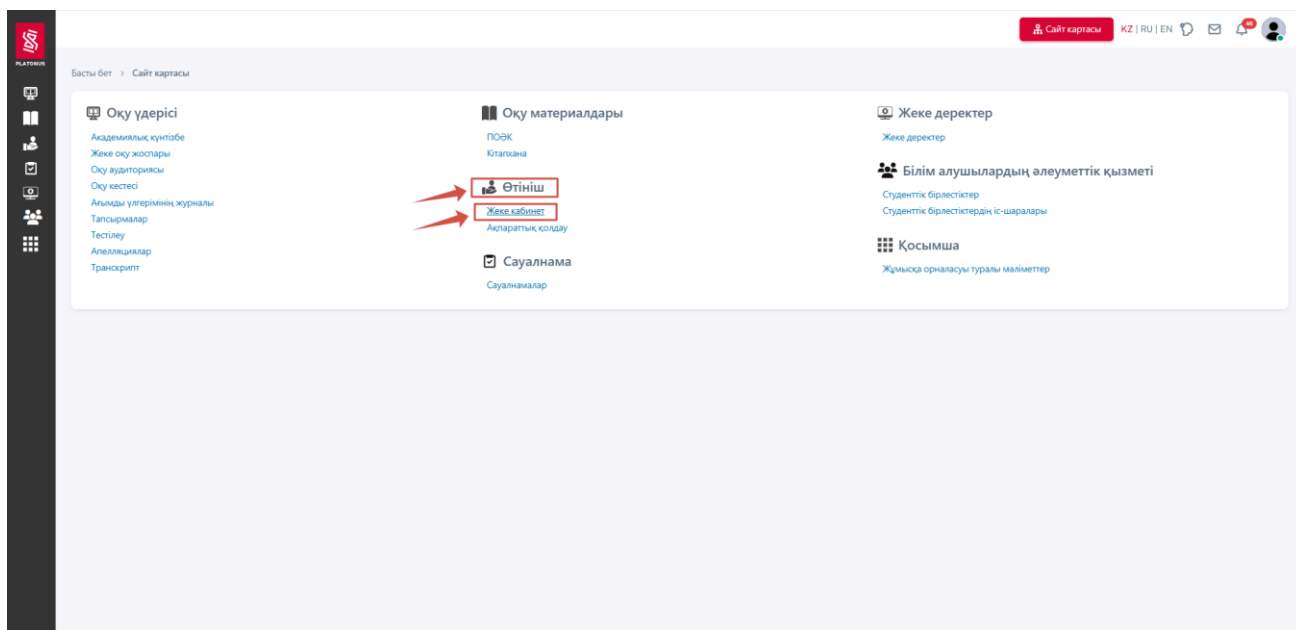 Сайт картасы KZ | RU | EN 46
PLATONUS
Басты бет > Сайт картасы
Оқу үдерісі
Академиялық күнтізбе
Жеке оқу жоспары
Оқу аудиториясы
Оқу кестесі
Ағымды үлгерімінің журналы
Тапсырмалар
Тестілеу
Апелляциялар
Транскрипт
Оқу материалдары
ПОӘК
Кітапхана
Өтініш
Жеке кабинет
Ақпараттық қолдау
Сауалнама
Сауалнамалар
Жеке деректер
Жеке деректер
Білім алушылардың әлеуметтік қызметі
Студенттік бірлестіктер
Студенттік бірлестіктердің іс-шаралары
Қосымша
Жұмысқа орналасуы туралы мәліметтер